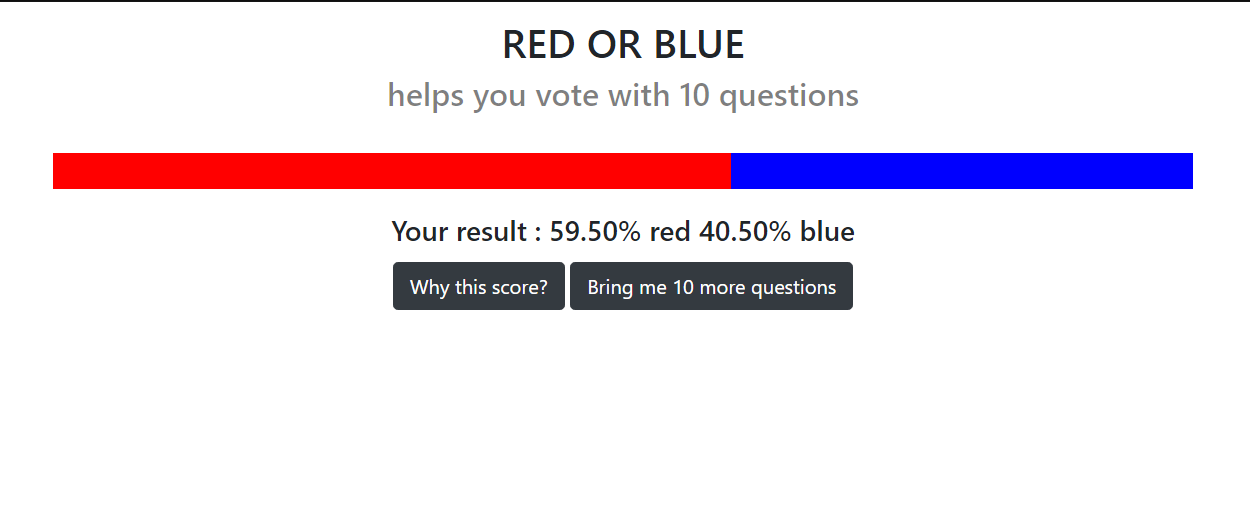 RED OR BLUE
helps you vote with 10 questions
Your result : 59.50% red 40.50% blue
Why this score? Bring me 10 more questions